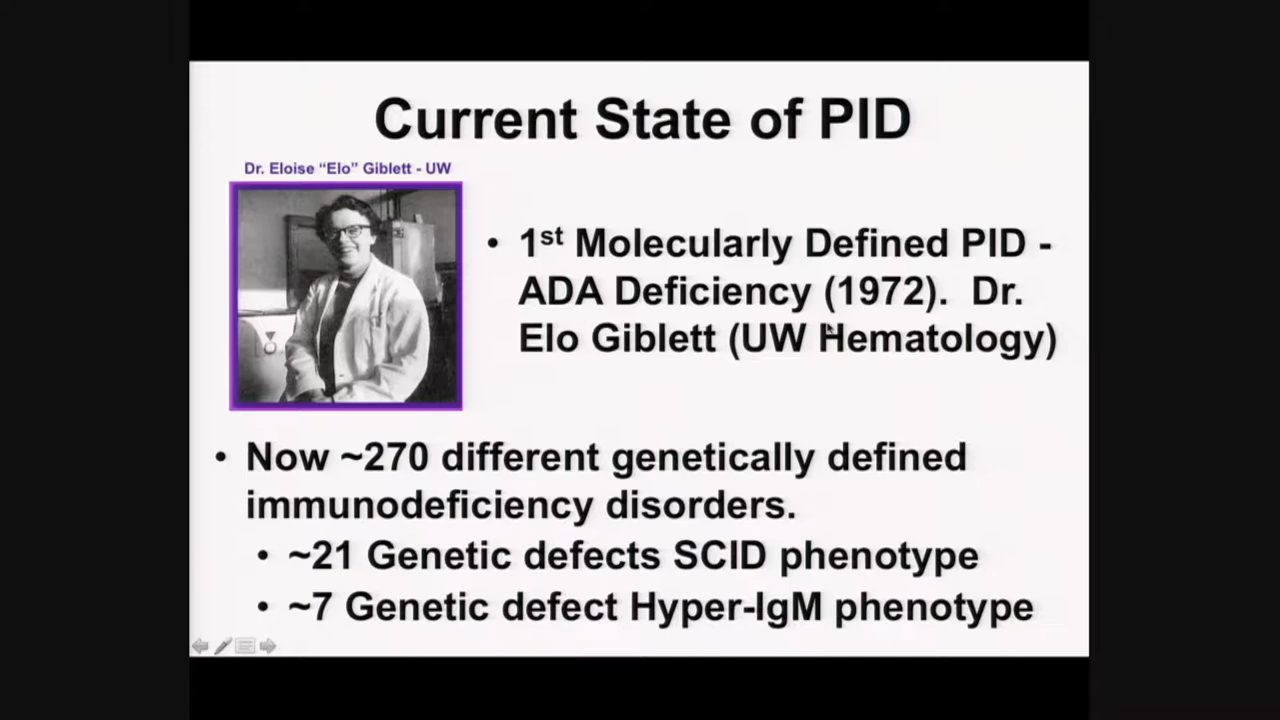 Current State of PID
Dr. Eloise “Elo” Giblett - UW
• 1st Molecularly Defined PID -
ADA Deficiency (1972).  Dr.
Elo Giblett (UW Hematology)
• Now ~270 different genetically defined
immunodeficiency disorders.
• ~21 Genetic defects SCID phenotype
• ~7 Genetic defect Hyper-IgM phenotype